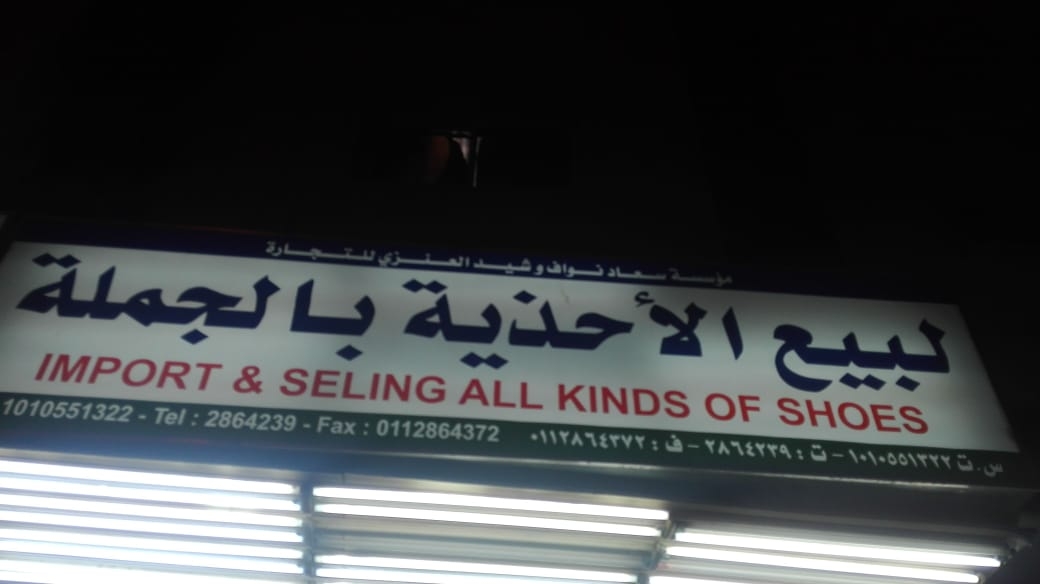 مؤسسة سعاد نواف وشيد العنزي للتجارة
لبيع الأحذية بالجملة
IMPORT & SELING ALL KINDS OF SHOES
1010551322 - Tel : 2864239 - Fax : 0112864372
س.ت ١٠١٠٥٥١٣٢٢ – ت : ٢٨٦٤٢٣٩ – ف : ٠١١٢٨٦٤٣٧٢